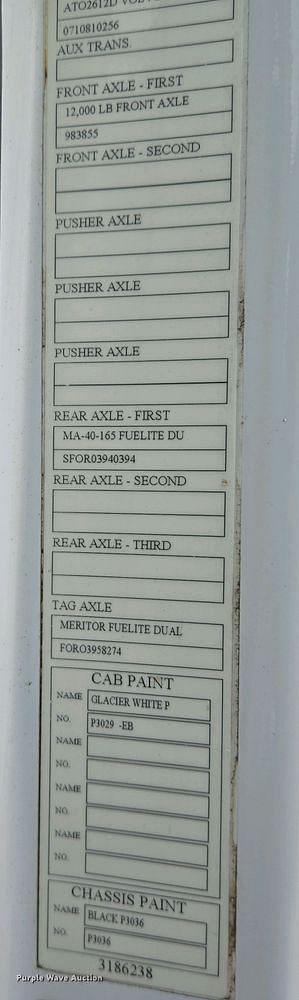 ATO2612D VOLV
0710810256
AUX TRANS.
FRONT AXLE - FIRST
12,000 LB FRONT AXLE
983855
FRONT AXLE - SECOND
PUSHER AXLE
PUSHER AXLE
PUSHER AXLE
REAR AXLE - FIRST
MA-40-165 FUELITE DU
SFOR03940394
REAR AXLE - SECOND
REAR AXLE - THIRD
TAG AXLE
MERITOR FUELITE DUAL
FORO3958274
CAB PAINT
NAME GLACIER WHITE P
NO. P3029 -EB
NAME
NO.
NAME
NO.
NAME
NO.
CHASSIS PAINT
NAME BLACK P3036
NO. P3036
3186238
Purple Wave Auction